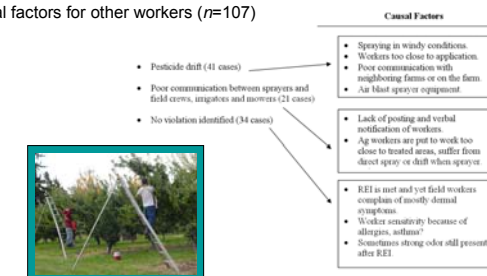 al factors for other workers (n=107)
Causal Factors
• Pesticide drift (41 cases)
• Poor communication between sprayers and
field crews, irrigators and mowers (21 cases)
• No violation identified (34 cases)
• Spraying in windy conditions.
• Workers too close to application.
• Poor communication with
neighboring farms or on the farm.
• Air blast sprayer equipment.
• Lack of posting and verbal
notification of workers.
• Ag workers are put to work too
close to treated areas, suffer from
direct spray or drift when sprayer
• REI is met and yet field workers
complain of mostly dermal
symptoms.
• Worker sensitivity because of
allergies, asthma?
• Sometimes strong odor still present
after REI.